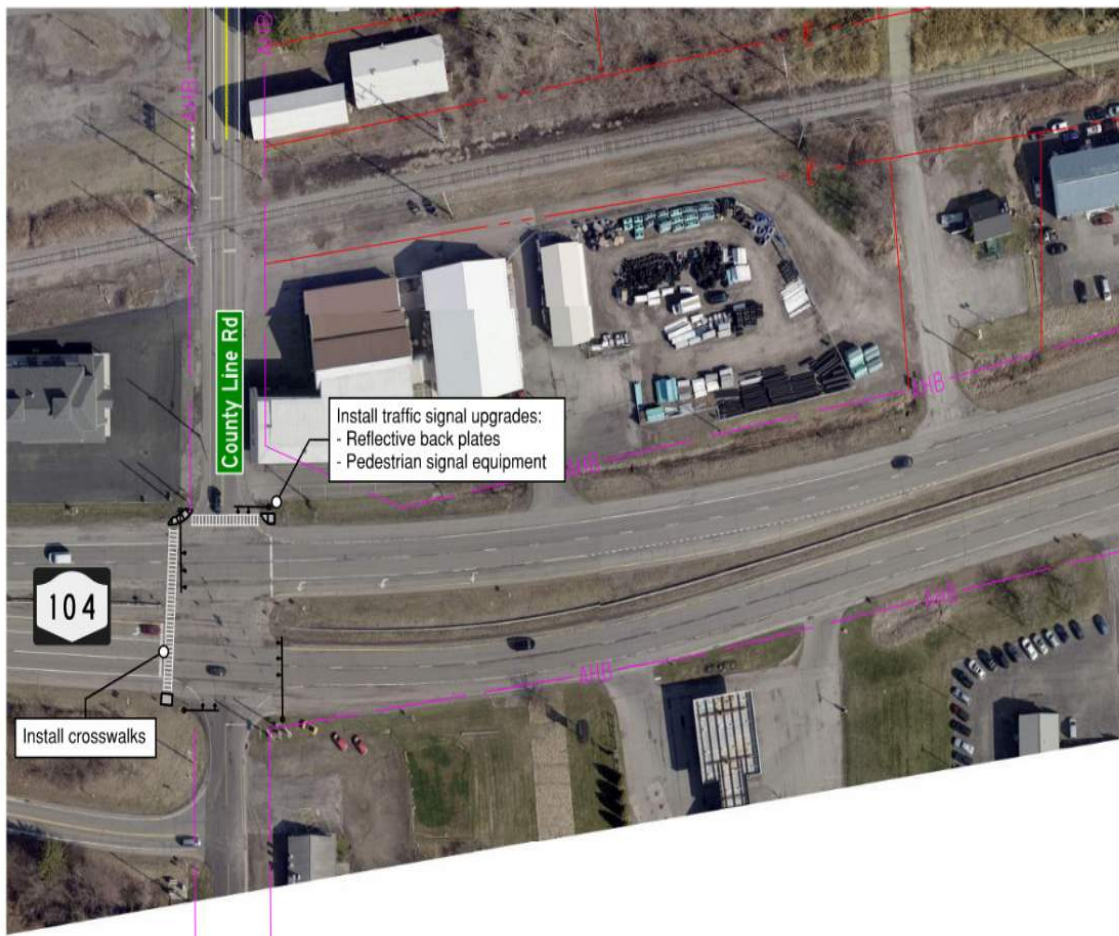 AHB
AHB
County Line Rd
Install traffic signal upgrades:
- Reflective back plates
- Pedestrian signal equipment
AHB
AHB
104
AHB
AHB
Install crosswalks